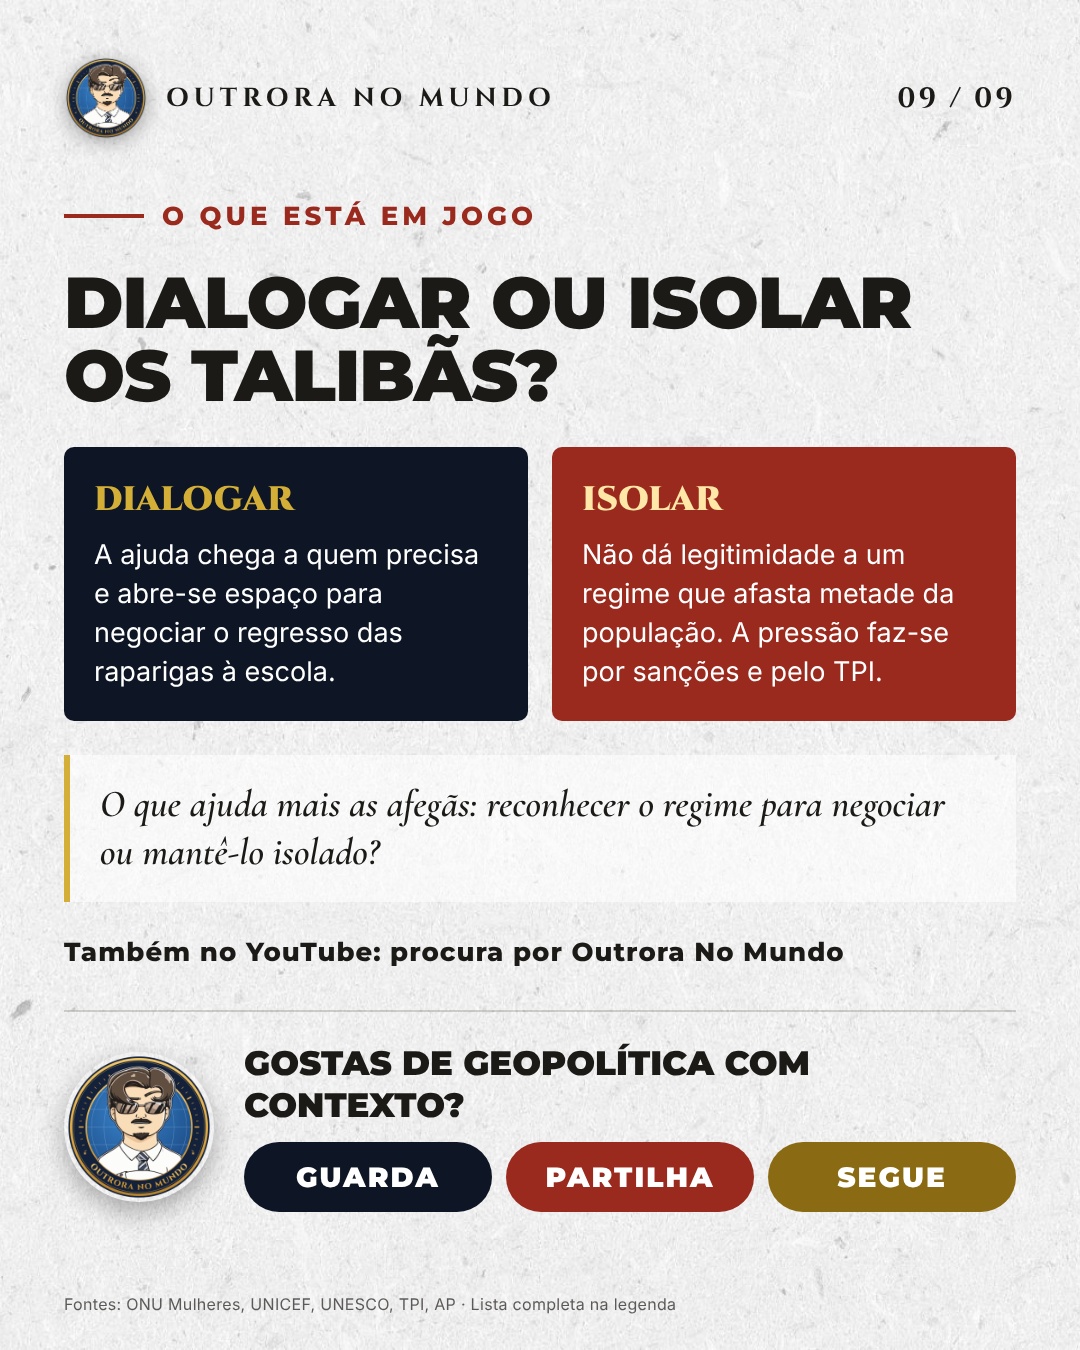 OUTRORA NO MUNDO
09 / 09
O QUE ESTÁ EM JOGO
DIALOGAR OU ISOLAR
OS TALIBÃS?
DIALOGAR
A ajuda chega a quem precisa
e abre-se espaço para
negociar o regresso das
raparigas à escola.
ISOLAR
Não dá legitimidade a um
regime que afasta metade da
população. A pressão faz-se
por sanções e pelo TPI.
O que ajuda mais as afegãs: reconhecer o regime para negociar
ou mantê-lo isolado?
Também no YouTube: procura por Outrora No Mundo
GOSTAS DE GEOPOLÍTICA COM
CONTEXTO?
OUTRORA NO MUNDO
GUARDA
PARTILHA
SEGUE
Fontes: ONU Mulheres, UNICEF, UNESCO, TPI, AP · Lista completa na legenda